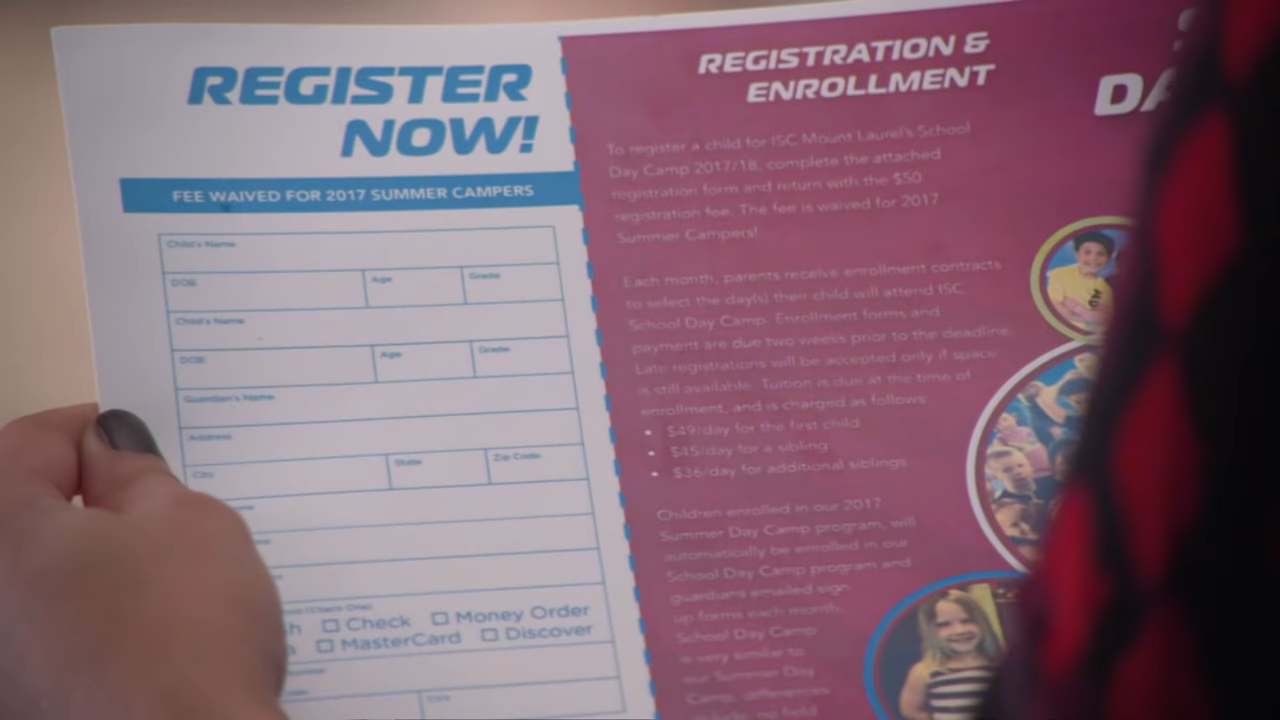 REGISTER
NOW!
FEE WAIVED FOR 2017 SUMMER CAMPERS
Child's Name
DOB
Age
Grade
Child's Name
DOB
Age
Grade
Guardian's Name
Address
City
State
Zip Code
(Check One)
Check
Money Order
MasterCard
Discover
REGISTRATION &
ENROLLMENT
To register a child for ISC Mount Laurel's School
Day Camp 2017/18, complete the attached
registration form and return with the $50
registration fee. The fee is waived for 2017
Summer Campers!
Each month, parents receive enrollment contracts
to select the day(s) their child will attend ISC
School Day Camp. Enrollment forms and
payment are due two weeks prior to the deadline.
Late registrations will be accepted only if space
is still available. Tuition is due at the time of
enrollment, and is charged as follows:
• $49/day for the first child
• $45/day for a sibling
• $36/day for additional siblings
Children enrolled in our 2017
Summer Day Camp program, will
automatically be enrolled in our
School Day Camp program and
guardians emailed sign
up forms each month.
School Day Camp
is very similar to
our Summer Day
Camp, differences
include: no field
DA